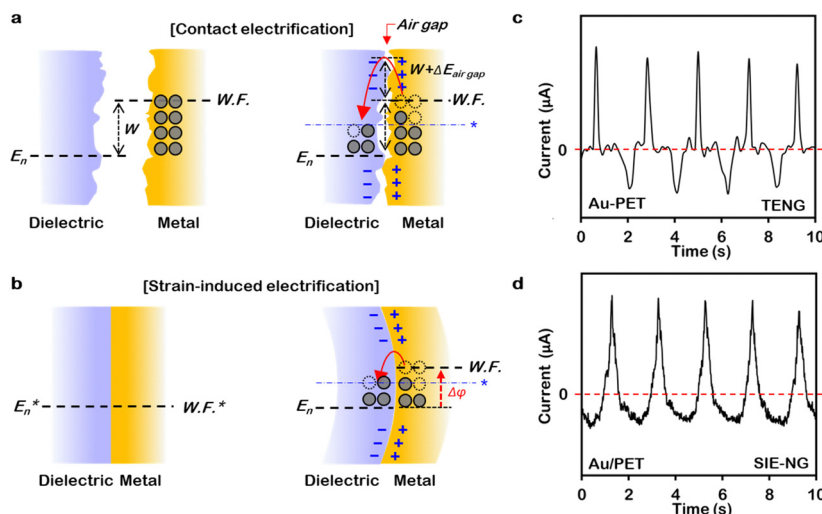 a
[Contact electrification]
Air gap
W
W.F.
Eₙ
Dielectric
Metal
W+ΔE air gap
W.F.
*
Eₙ
Dielectric
Metal
b
[Strain-induced electrification]
Eₙ*
W.F.*
Dielectric Metal
W.F.
*
Δφ
Eₙ
Dielectric
Metal
c
Current (µA)
0
Au-PET
TENG
0 2 4 6 8 10
Time (s)
d
Current (µA)
0
Au/PET
SIE-NG
0 2 4 6 8 10
Time (s)